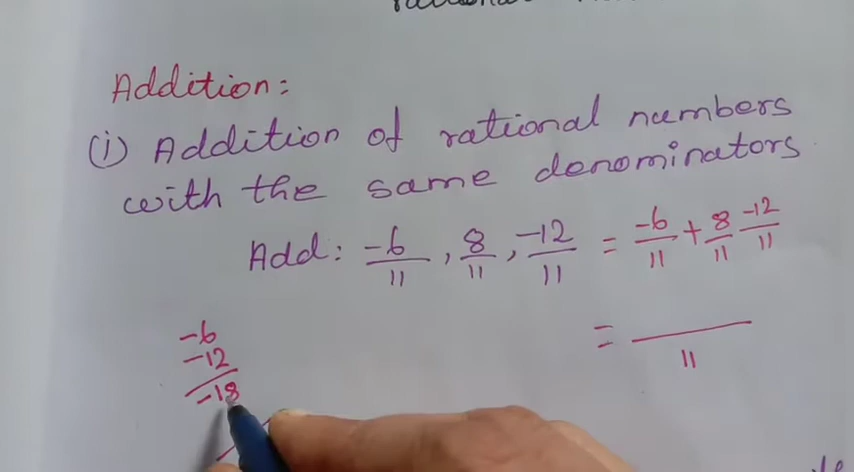 Addition:
(i) Addition of rational numbers
with the same denominators
Add: -6/11, 8/11, -12/11 = -6/11 + 8/11 -12/11
= /11
-6
-12
-18